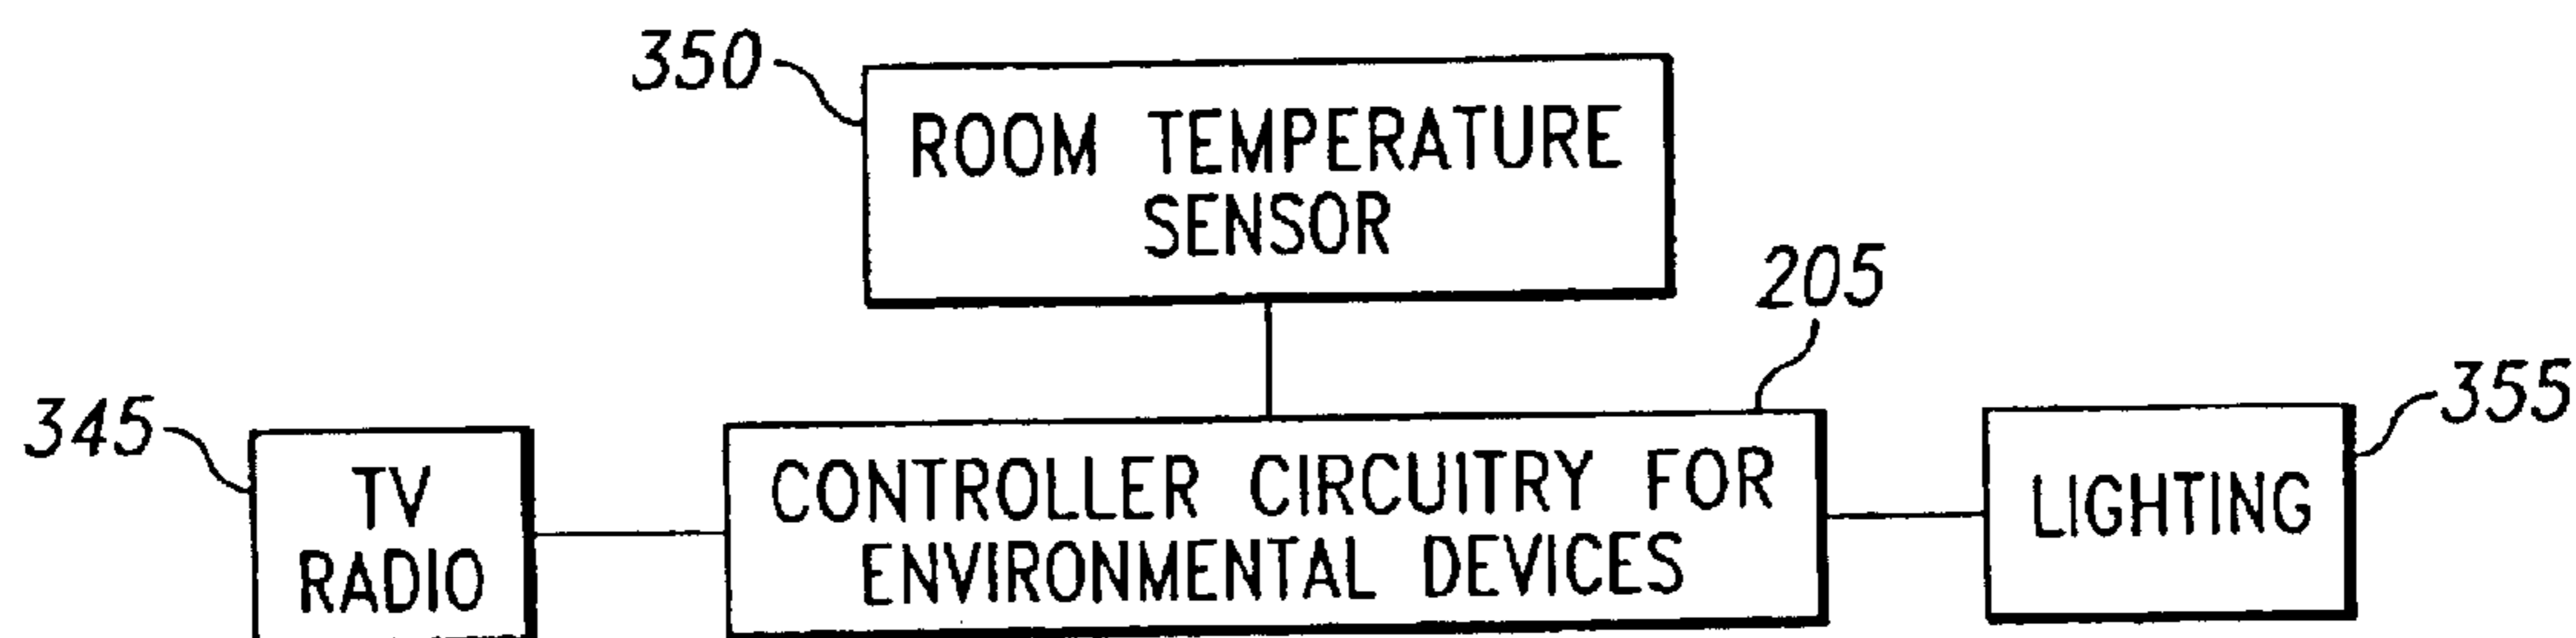 350
ROOM TEMPERATURE
SENSOR
205
345
TV
RADIO
CONTROLLER CIRCUITRY FOR
ENVIRONMENTAL DEVICES
355
LIGHTING